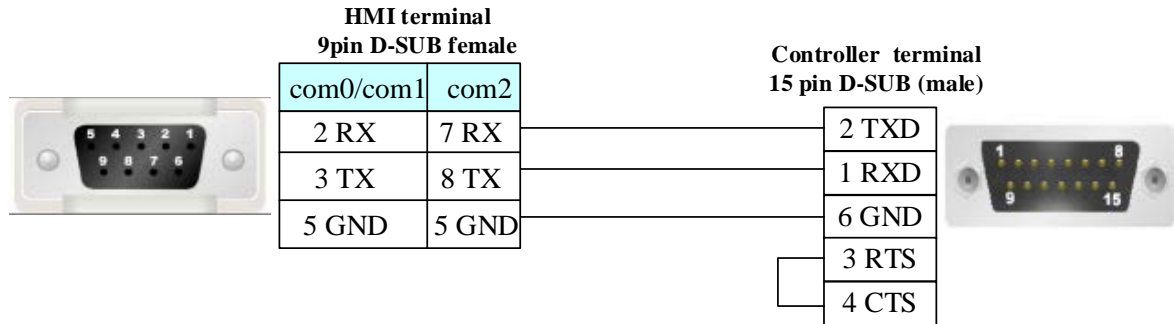 HMI terminal
9pin D-SUB female
com0/com1 com2
2 RX 7 RX
3 TX 8 TX
5 GND 5 GND
5 4 3 2 1
9 8 7 6
Controller terminal
15 pin D-SUB (male)
2 TXD
1 RXD
6 GND
3 RTS
4 CTS
1 8
9 15